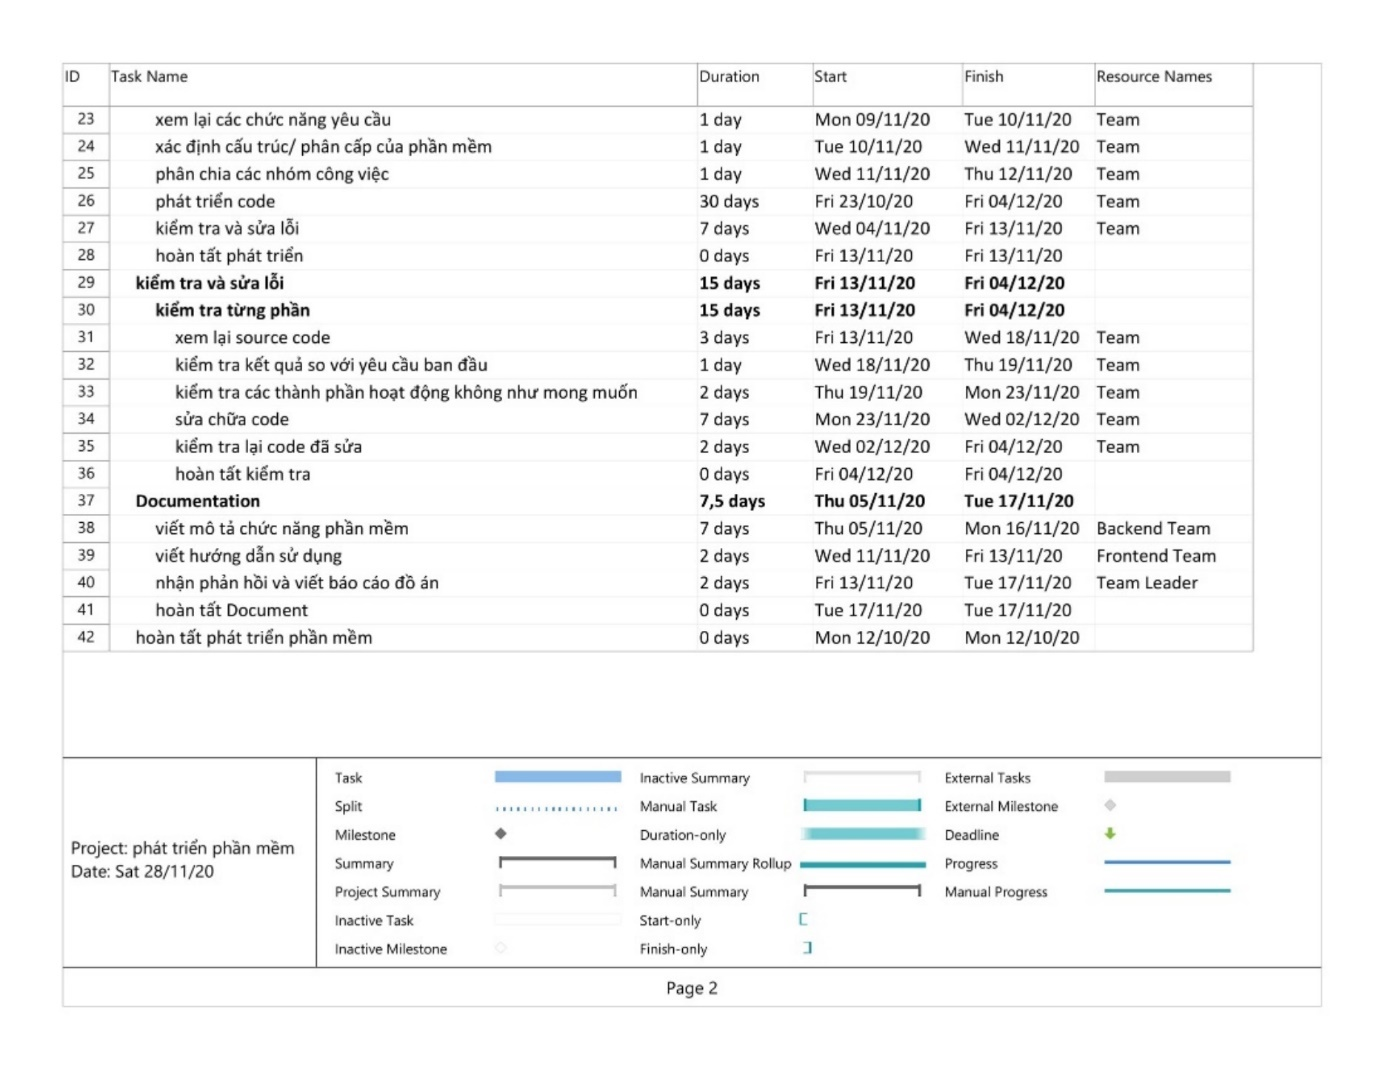 ID Task Name Duration Start Finish Resource Names
23 xem lại các chức năng yêu cầu 1 day Mon 09/11/20 Tue 10/11/20 Team
24 xác định cấu trúc/ phân cấp của phần mềm 1 day Tue 10/11/20 Wed 11/11/20 Team
25 phân chia các nhóm công việc 1 day Wed 11/11/20 Thu 12/11/20 Team
26 phát triển code 30 days Fri 23/10/20 Fri 04/12/20 Team
27 kiểm tra và sửa lỗi 7 days Wed 04/11/20 Fri 13/11/20 Team
28 hoàn tất phát triển 0 days Fri 13/11/20 Fri 13/11/20
29 kiểm tra và sửa lỗi 15 days Fri 13/11/20 Fri 04/12/20
30 kiểm tra từng phần 15 days Fri 13/11/20 Fri 04/12/20
31 xem lại source code 3 days Fri 13/11/20 Wed 18/11/20 Team
32 kiểm tra kết quả so với yêu cầu ban đầu 1 day Wed 18/11/20 Thu 19/11/20 Team
33 kiểm tra các thành phần hoạt động không như mong muốn 2 days Thu 19/11/20 Mon 23/11/20 Team
34 sửa chữa code 7 days Mon 23/11/20 Wed 02/12/20 Team
35 kiểm tra lại code đã sửa 2 days Wed 02/12/20 Fri 04/12/20 Team
36 hoàn tất kiểm tra 0 days Fri 04/12/20 Fri 04/12/20
37 Documentation 7,5 days Thu 05/11/20 Tue 17/11/20
38 viết mô tả chức năng phần mềm 7 days Thu 05/11/20 Mon 16/11/20 Backend Team
39 viết hướng dẫn sử dụng 2 days Wed 11/11/20 Fri 13/11/20 Frontend Team
40 nhận phản hồi và viết báo cáo đồ án 2 days Fri 13/11/20 Tue 17/11/20 Team Leader
41 hoàn tất Document 0 days Tue 17/11/20 Tue 17/11/20
42 hoàn tất phát triển phần mềm 0 days Mon 12/10/20 Mon 12/10/20
Project: phát triển phần mềm
Date: Sat 28/11/20
Task Inactive Summary External Tasks
Split Manual Task External Milestone
Milestone Duration-only Deadline
Summary Manual Summary Rollup Progress
Project Summary Manual Summary Manual Progress
Inactive Task Start-only
Inactive Milestone Finish-only
Page 2